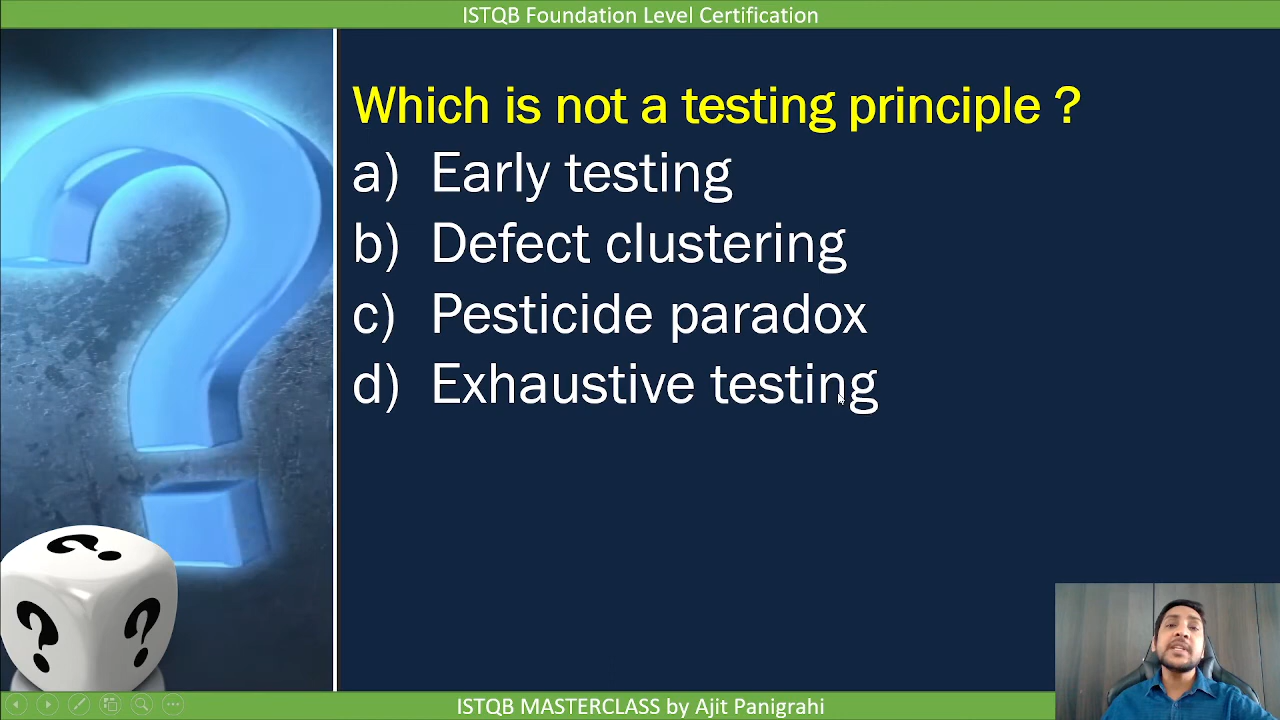 ISTQB Foundation Level Certification
Which is not a testing principle ?
a) Early testing
b) Defect clustering
c) Pesticide paradox
d) Exhaustive testing
ISTQB MASTERCLASS by Ajit Panigrahi